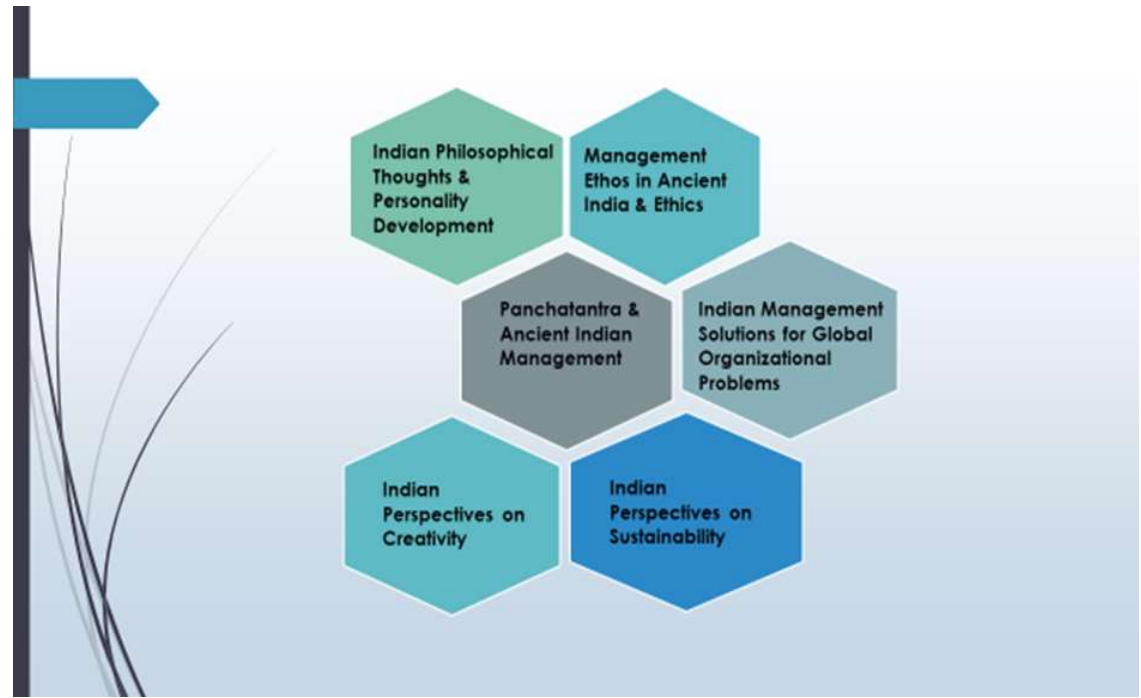 Indian Philosophical
Thoughts &
Personality
Development
Management
Ethos in Ancient
India & Ethics
Panchatantra &
Ancient Indian
Management
Indian Management
Solutions for Global
Organizational
Problems
Indian
Perspectives on
Creativity
Indian
Perspectives on
Sustainability